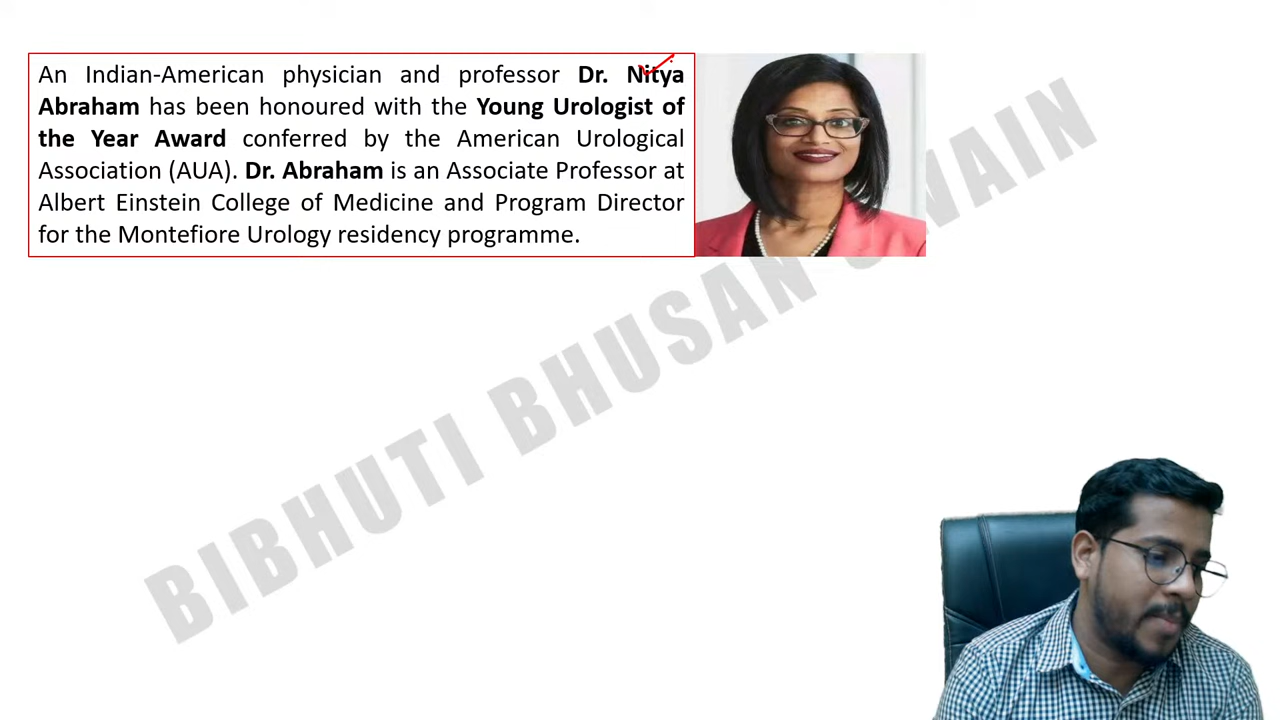 An Indian-American physician and professor Dr. Nitya
Abraham has been honoured with the Young Urologist of
the Year Award conferred by the American Urological
Association (AUA). Dr. Abraham is an Associate Professor at
Albert Einstein College of Medicine and Program Director
for the Montefiore Urology residency programme.
BIBHUTI BHUSAN SWAIN